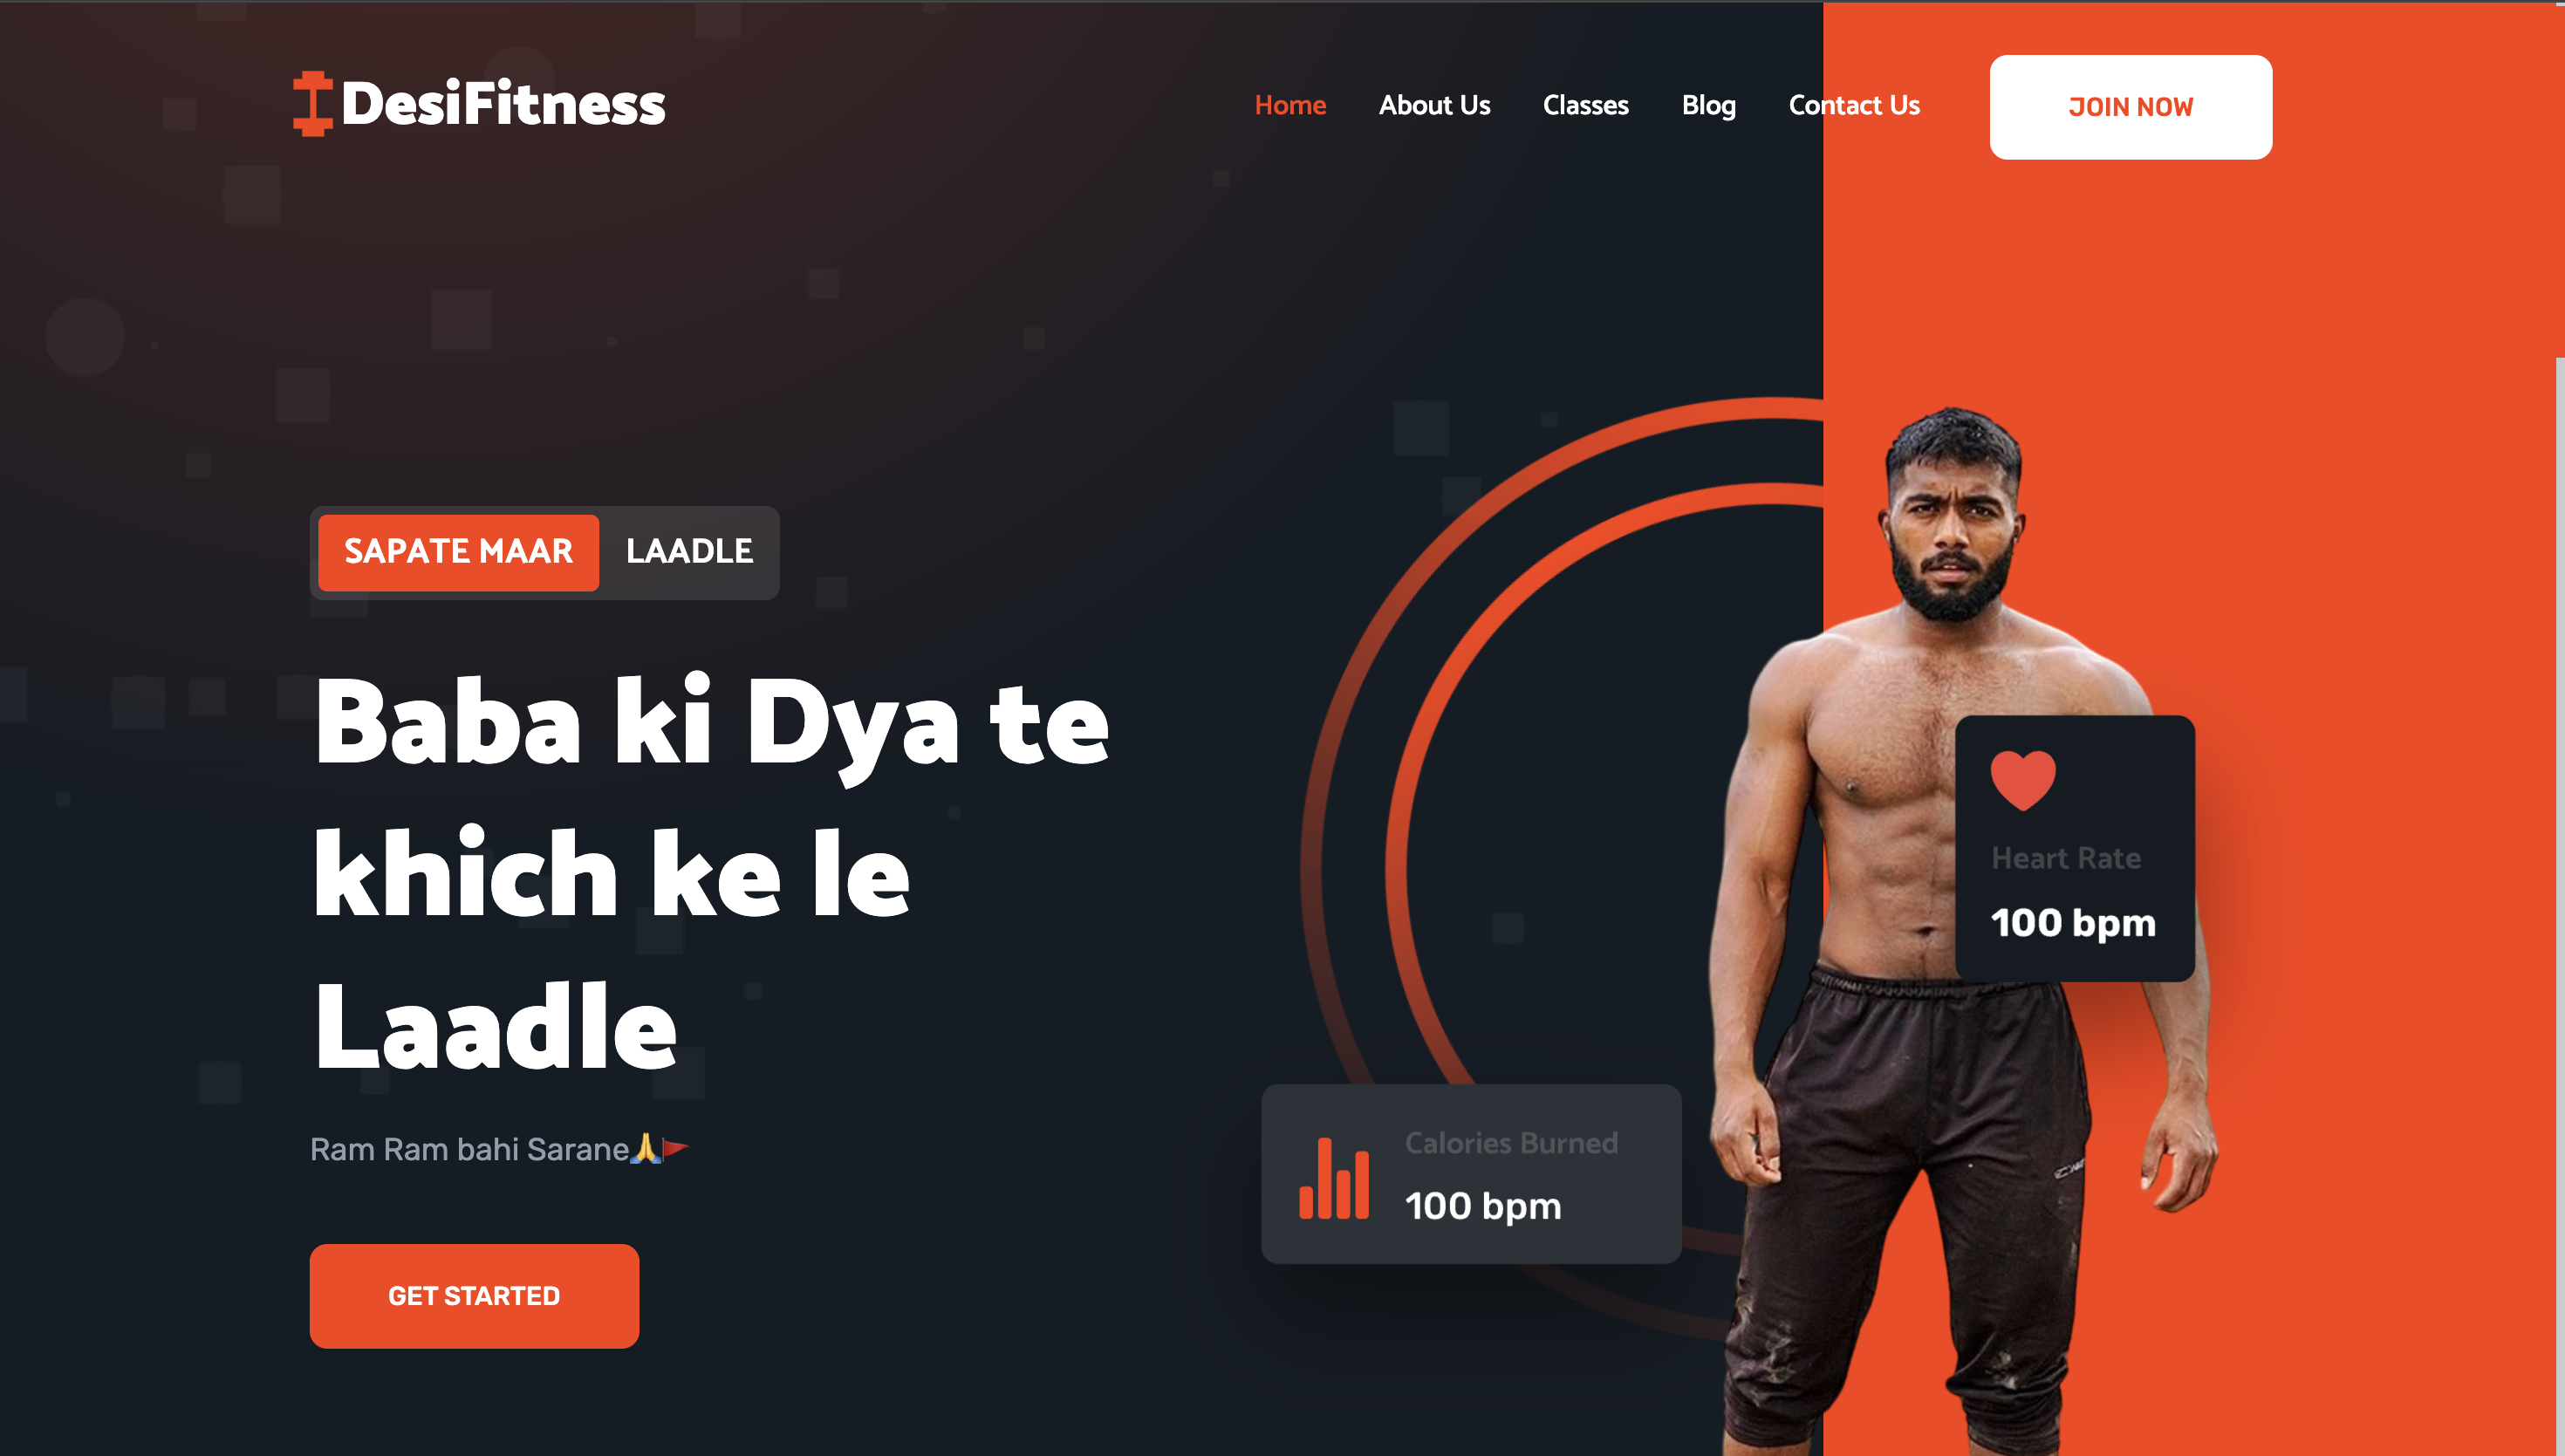 DesiFitness
Home About Us Classes Blog Contact Us JOIN NOW
SAPATE MAAR LAADLE
Baba ki Dya te
khich ke le
Laadle
Ram Ram bahi Sarane🙏🚩
GET STARTED
Heart Rate
100 bpm
Calories Burned
100 bpm